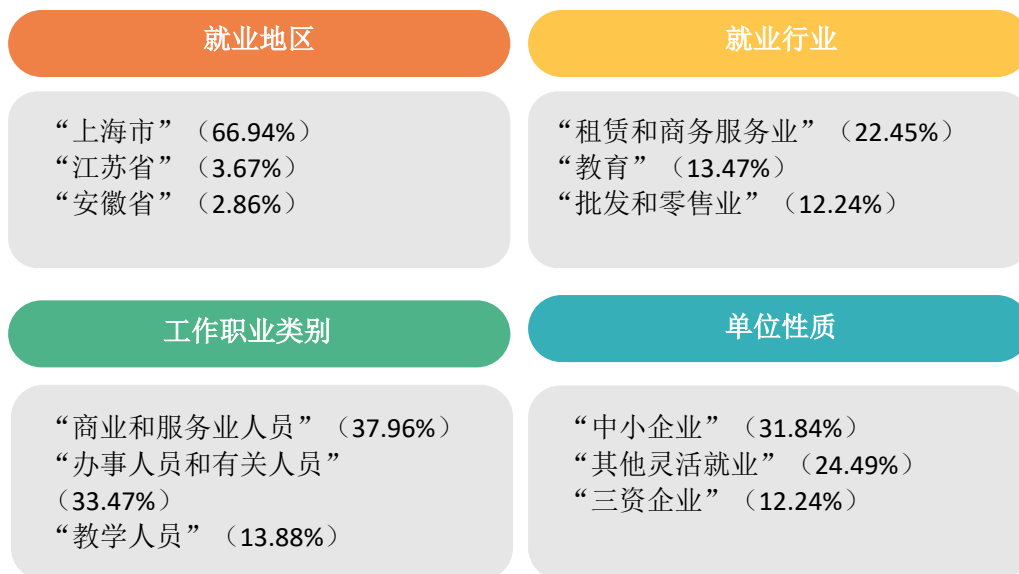 就业地区
“上海市”（66.94%）
“江苏省”（3.67%）
“安徽省”（2.86%）
就业行业
“租赁和商务服务业”（22.45%）
“教育”（13.47%）
“批发和零售业”（12.24%）
工作职业类别
“商业和服务业人员”（37.96%）
“办事人员和有关人员”
（33.47%）
“教学人员”（13.88%）
单位性质
“中小企业”（31.84%）
“其他灵活就业”（24.49%）
“三资企业”（12.24%）